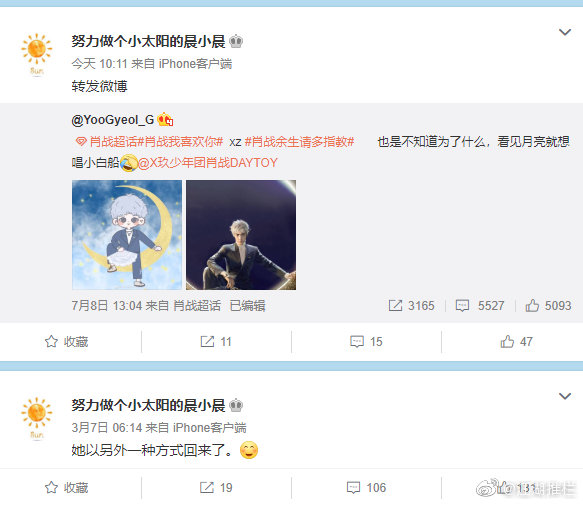 努力做个小太阳的晨小晨
今天 10:11 来自 iPhone客户端
转发微博
@YooGyeol_G
肖战超话#肖战我喜欢你# xz #肖战余生请多指教# 也是不知道为了什么，看见月亮就想
唱小白船@X玖少年团肖战DAYTOY
7月8日 13:04 来自 肖战超话 已编辑 3165 5527 5093
收藏 11 15 47
Sun
努力做个小太阳的晨小晨
3月7日 06:14 来自 iPhone客户端
她以另外一种方式回来了。
Sun
收藏 19 106